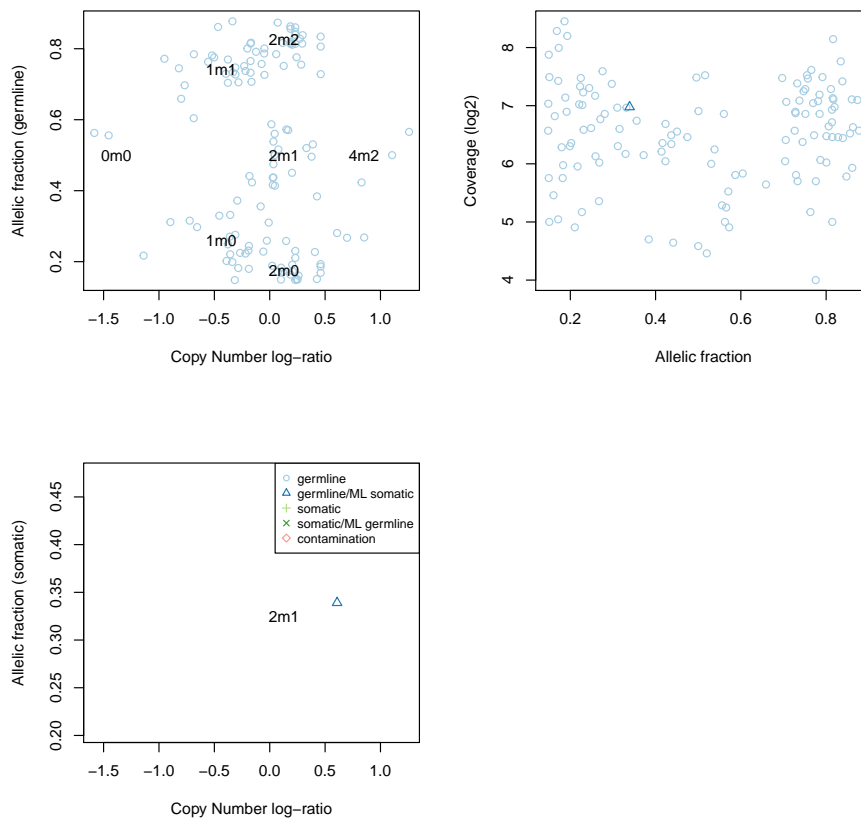 Allelic fraction (germline)
0.8
0.6
0.4
0.2
2m2
1m1
0m0
2m1
4m2
1m0
2m0
−1.5 −1.0 −0.5 0.0 0.5 1.0
Copy Number log−ratio
Coverage (log2)
8
7
6
5
4
0.2 0.4 0.6 0.8
Allelic fraction
Allelic fraction (somatic)
0.45
0.40
0.35
0.30
0.25
0.20
germline
germline/ML somatic
somatic
somatic/ML germline
contamination
2m1
−1.5 −1.0 −0.5 0.0 0.5 1.0
Copy Number log−ratio